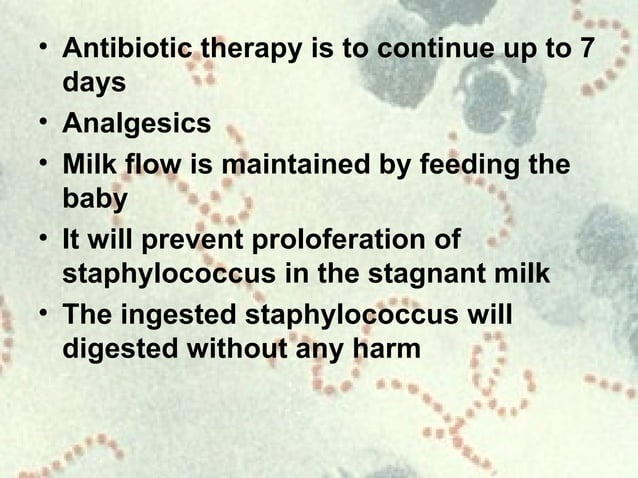 • Antibiotic therapy is to continue up to 7
days
• Analgesics
• Milk flow is maintained by feeding the
baby
• It will prevent proloferation of
staphylococcus in the stagnant milk
• The ingested staphylococcus will
digested without any harm